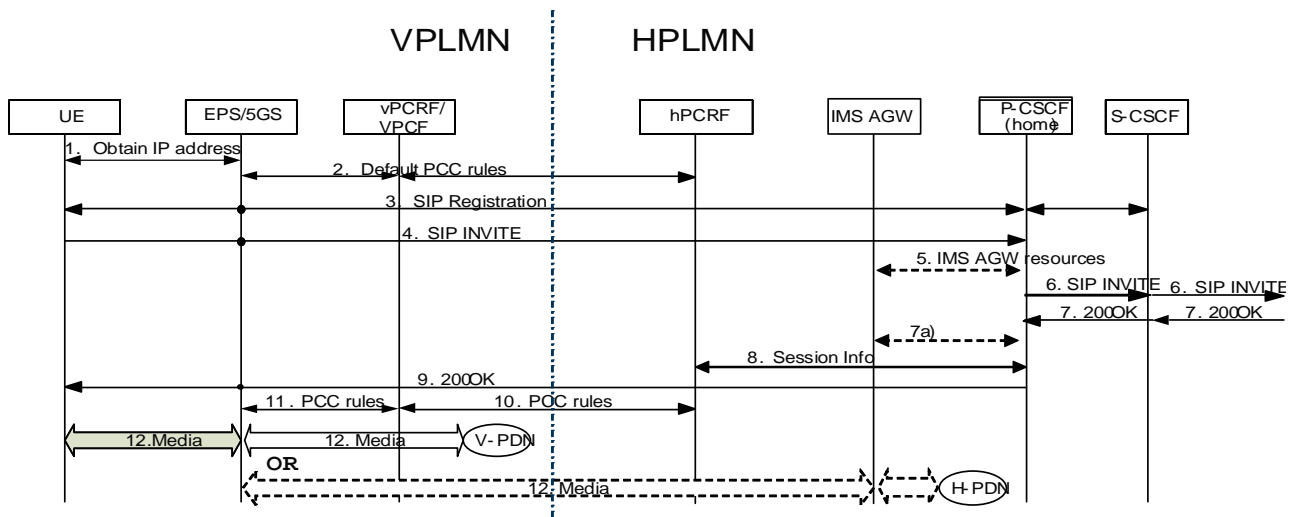 VPLMN
HPLMN
UE
EPS/5GS
vPCRF/
VPCF
hPCRF
IMS AGW
P-CSCF
(home)
S-CSCF
1. Obtain IP address
2. Default PCC rules
3. SIP Registration
4. SIP INVITE
5. IMS AGW resources
6. SIP INVITE
6. SIP INVITE
7. 200OK
7. 200OK
7a)
8. Session Info
9. 200OK
11. PCC rules
10. PCC rules
12.Media
12. Media
V-PDN
OR
12. Media
H-PDN